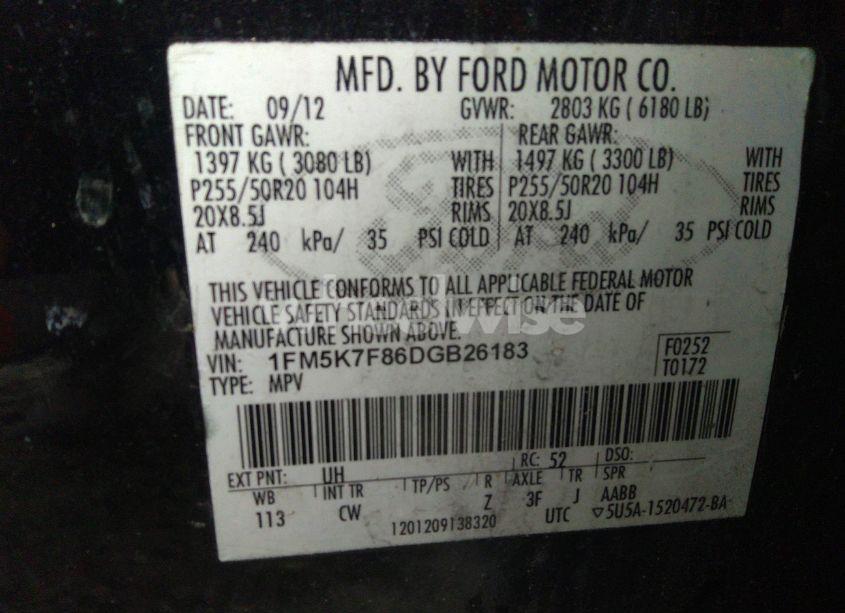 MFD. BY FORD MOTOR CO.
DATE: 09/12 GVWR: 2803 KG ( 6180 LB)
FRONT GAWR: REAR GAWR:
1397 KG ( 3080 LB) WITH 1497 KG ( 3300 LB) WITH
P255/50R20 104H TIRES P255/50R20 104H TIRES
20X8.5J RIMS 20X8.5J RIMS
AT 240 kPa/ 35 PSI COLD AT 240 kPa/ 35 PSI COLD
THIS VEHICLE CONFORMS TO ALL APPLICABLE FEDERAL MOTOR
VEHICLE SAFETY STANDARDS IN EFFECT ON THE DATE OF
MANUFACTURE SHOWN ABOVE.
VIN: 1FM5K7F86DGB26183 F0252
TYPE: MPV T0172
EXT PNT: UH RC: 52 DSO:
WB INT TR TP/PS R AXLE TR SPR
113 CW Z 3F J AABB
1201209138320 UTC ▽5U5A-1520472-BA